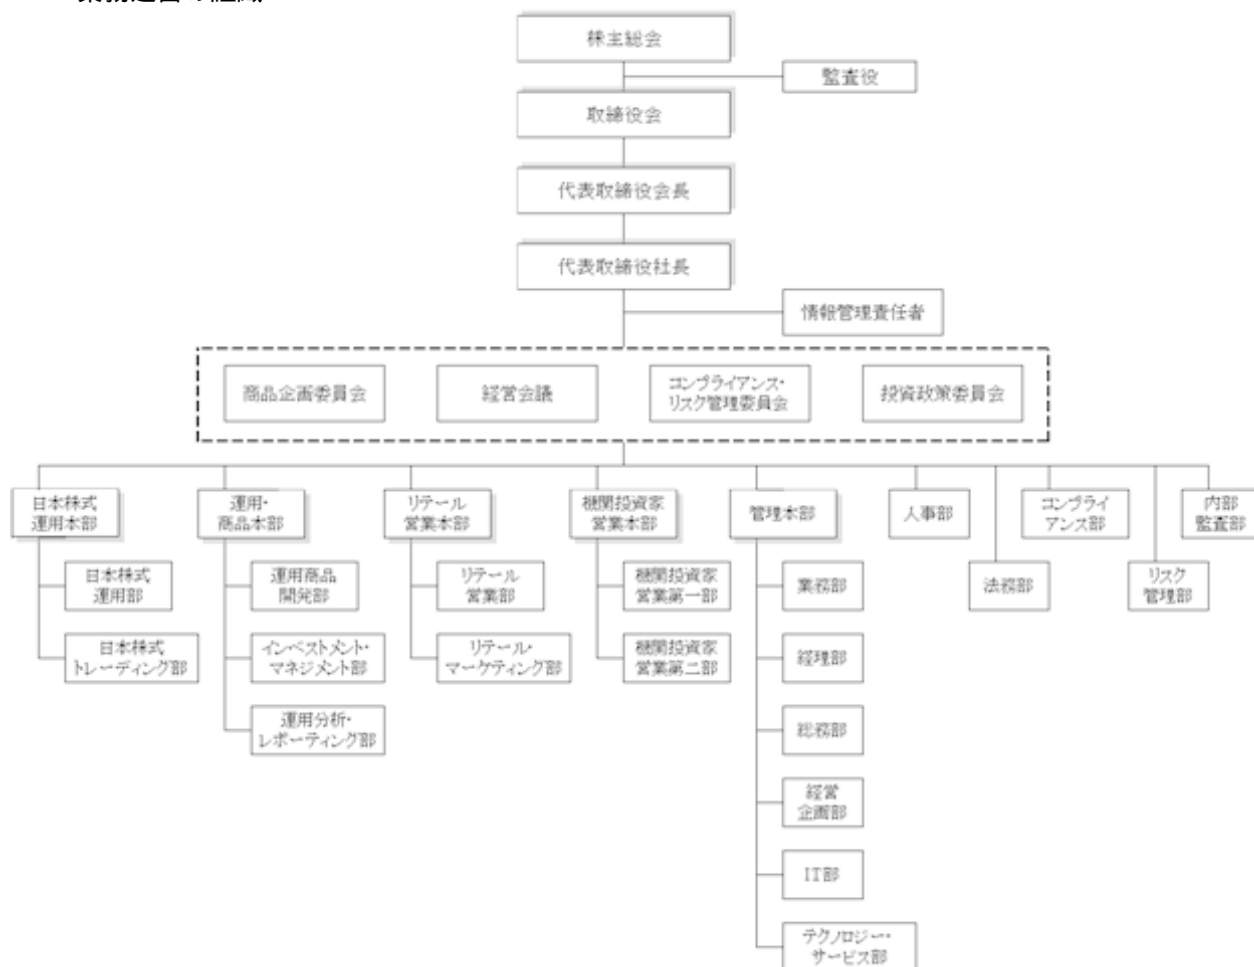 株主総会
監査役
取締役会
代表取締役会長
代表取締役社長
情報管理責任者
商品企画委員会
経営会議
コンプライアンス・
リスク管理委員会
投資政策委員会
日本株式
運用本部
運用・
商品本部
リテール
営業本部
機関投資家
営業本部
管理本部
人事部
コンプライ
アンス部
内部
監査部
日本株式
運用部
運用商品
開発部
リテール
営業部
機関投資家
営業第一部
業務部
法務部
リスク
管理部
日本株式
トレーディング部
インベストメント・
マネジメント部
リテール・
マーケティング部
機関投資家
営業第二部
経理部
運用分析・
レポーティング部
総務部
経営
企画部
IT部
テクノロジー・
サービス部